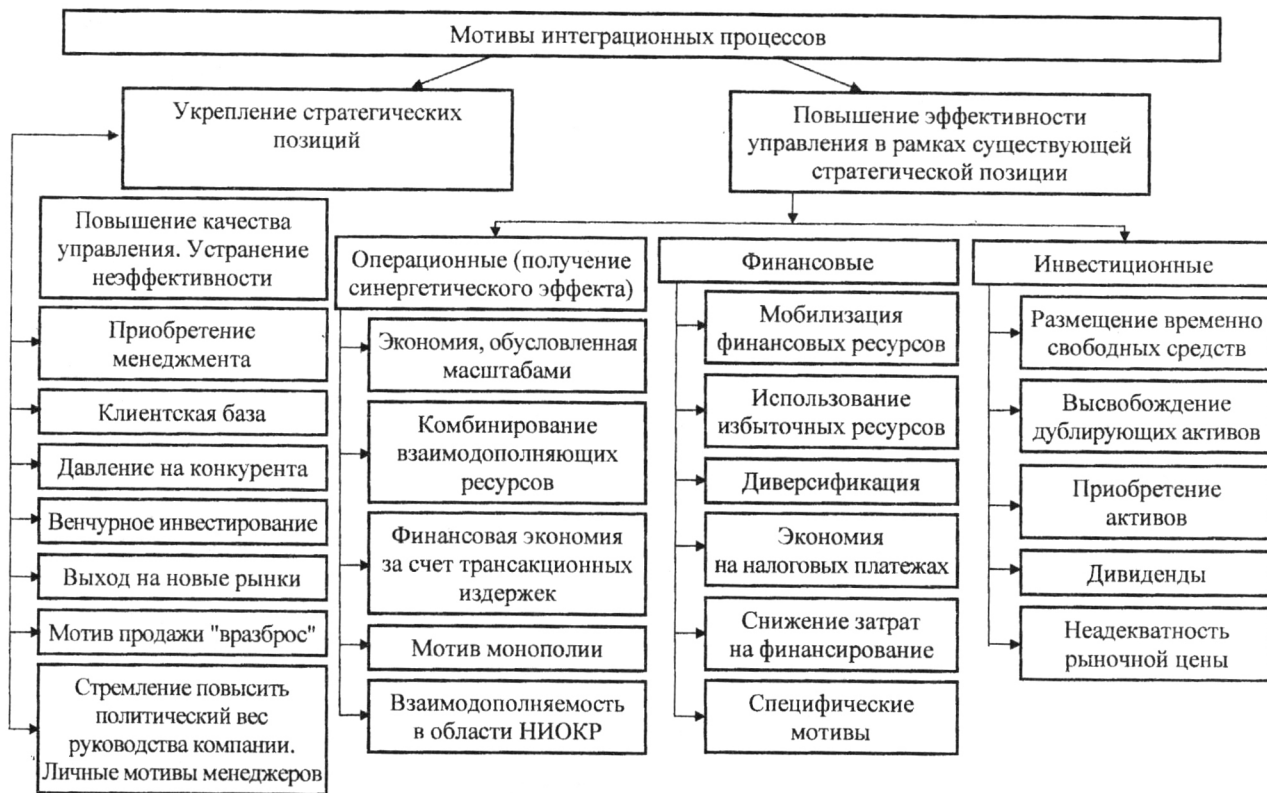 Мотивы интеграционных процессов
Укрепление стратегических
позиций
Повышение эффективности
управления в рамках существующей
стратегической позиции
Повышение качества
управления. Устранение
неэффективности
Приобретение
менеджмента
Клиентская база
Давление на конкурента
Венчурное инвестирование
Выход на новые рынки
Мотив продажи "вразброс"
Стремление повысить
политический вес
руководства компании.
Личные мотивы менеджеров
Операционные (получение
синергетического эффекта)
Экономия, обусловленная
масштабами
Комбинирование
взаимодополняющих
ресурсов
Финансовая экономия
за счет трансакционных
издержек
Мотив монополии
Взаимодополняемость
в области НИОКР
Финансовые
Мобилизация
финансовых ресурсов
Использование
избыточных ресурсов
Диверсификация
Экономия
на налоговых платежах
Снижение затрат
на финансирование
Специфические
мотивы
Инвестиционные
Размещение временно
свободных средств
Высвобождение
дублирующих активов
Приобретение
активов
Дивиденды
Неадекватность
рыночной цены